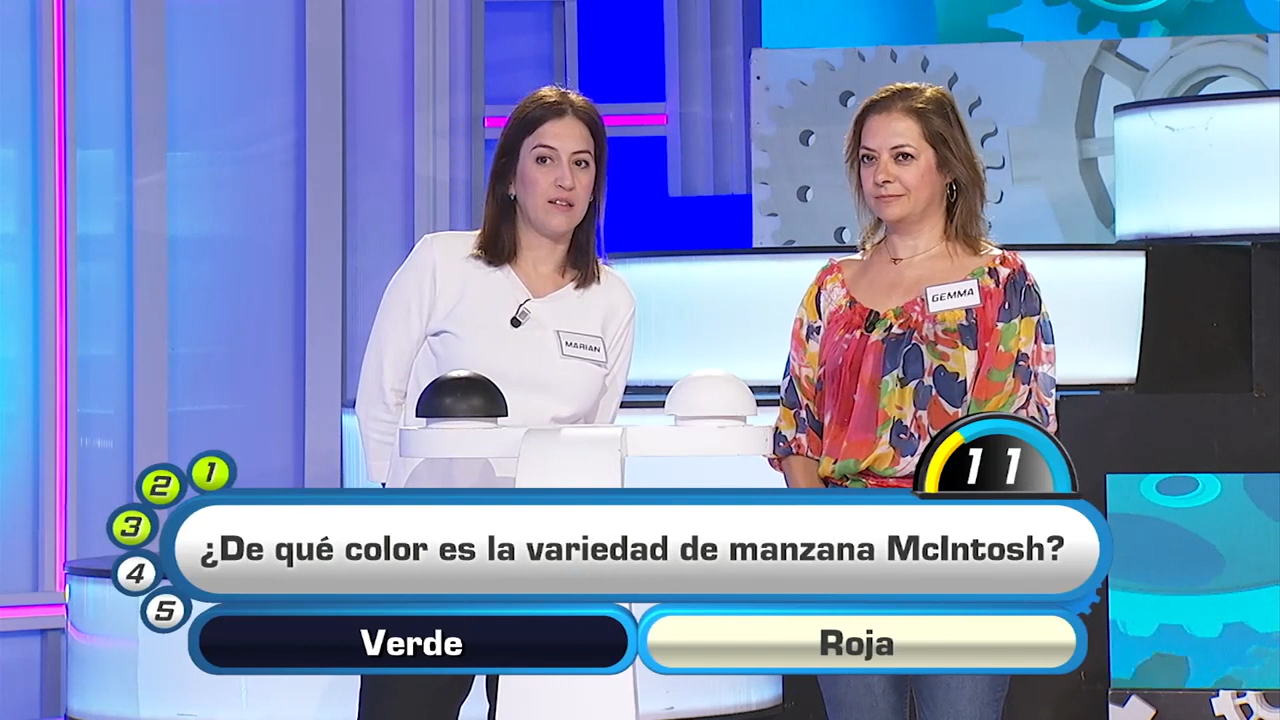 MARIAN
GEMMA
11
1
2
3
4
5
¿De qué color es la variedad de manzana McIntosh?
Verde
Roja